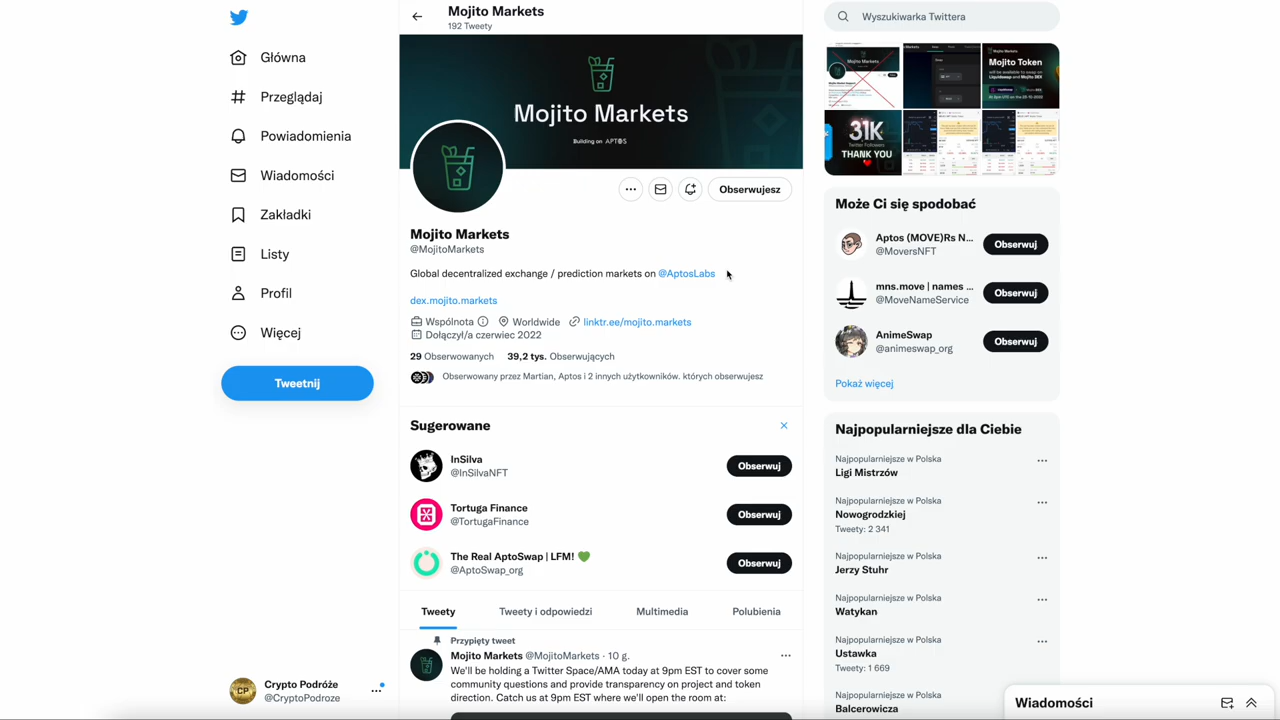 Główna
Przeglądaj
Powiadomienia
Wiadomości
Zakładki
Listy
Profil
Więcej
Tweetnij
CP
Crypto Podróże
@CryptoPodroze
Mojito Markets
192 Tweety
Mojito Markets
Building on APTOS
Obserwujesz
Mojito Markets
@MojitoMarkets
Global decentralized exchange / prediction markets on @AptosLabs
dex.mojito.markets
Wspólnota Worldwide linktr.ee/mojito.markets
Dołączył/a czerwiec 2022
29 Obserwowanych 39,2 tys. Obserwujących
Obserwowany przez Martian, Aptos i 2 innych użytkowników. których obserwujesz
Sugerowane
InSilva
@InSilvaNFT
Obserwuj
Tortuga Finance
@TortugaFinance
Obserwuj
The Real AptoSwap | LFM! 💚
@AptoSwap_org
Obserwuj
Tweety Tweety i odpowiedzi Multimedia Polubienia
Przypięty tweet
Mojito Markets @MojitoMarkets · 10 g.
We'll be holding a Twitter Space/AMA today at 9pm EST to cover some
community questions and provide transparency on project and token
direction. Catch us at 9pm EST where we'll open the room at:
Wyszukiwarka Twittera
Mojito Markets
Mojito Token
31K
Twitter Followers
THANK YOU
Może Ci się spodobać
Aptos (MOVE)Rs N...
@MoversNFT
Obserwuj
mns.move | names ...
@MoveNameService
Obserwuj
AnimeSwap
@animeswap_org
Obserwuj
Pokaż więcej
Najpopularniejsze dla Ciebie
Najpopularniejsze w Polska
Ligi Mistrzów
Najpopularniejsze w Polska
Nowogrodzkiej
Tweety: 2 341
Najpopularniejsze w Polska
Jerzy Stuhr
Najpopularniejsze w Polska
Watykan
Najpopularniejsze w Polska
Ustawka
Tweety: 1 669
Najpopularniejsze w Polska
Balcerowicza
Wiadomości